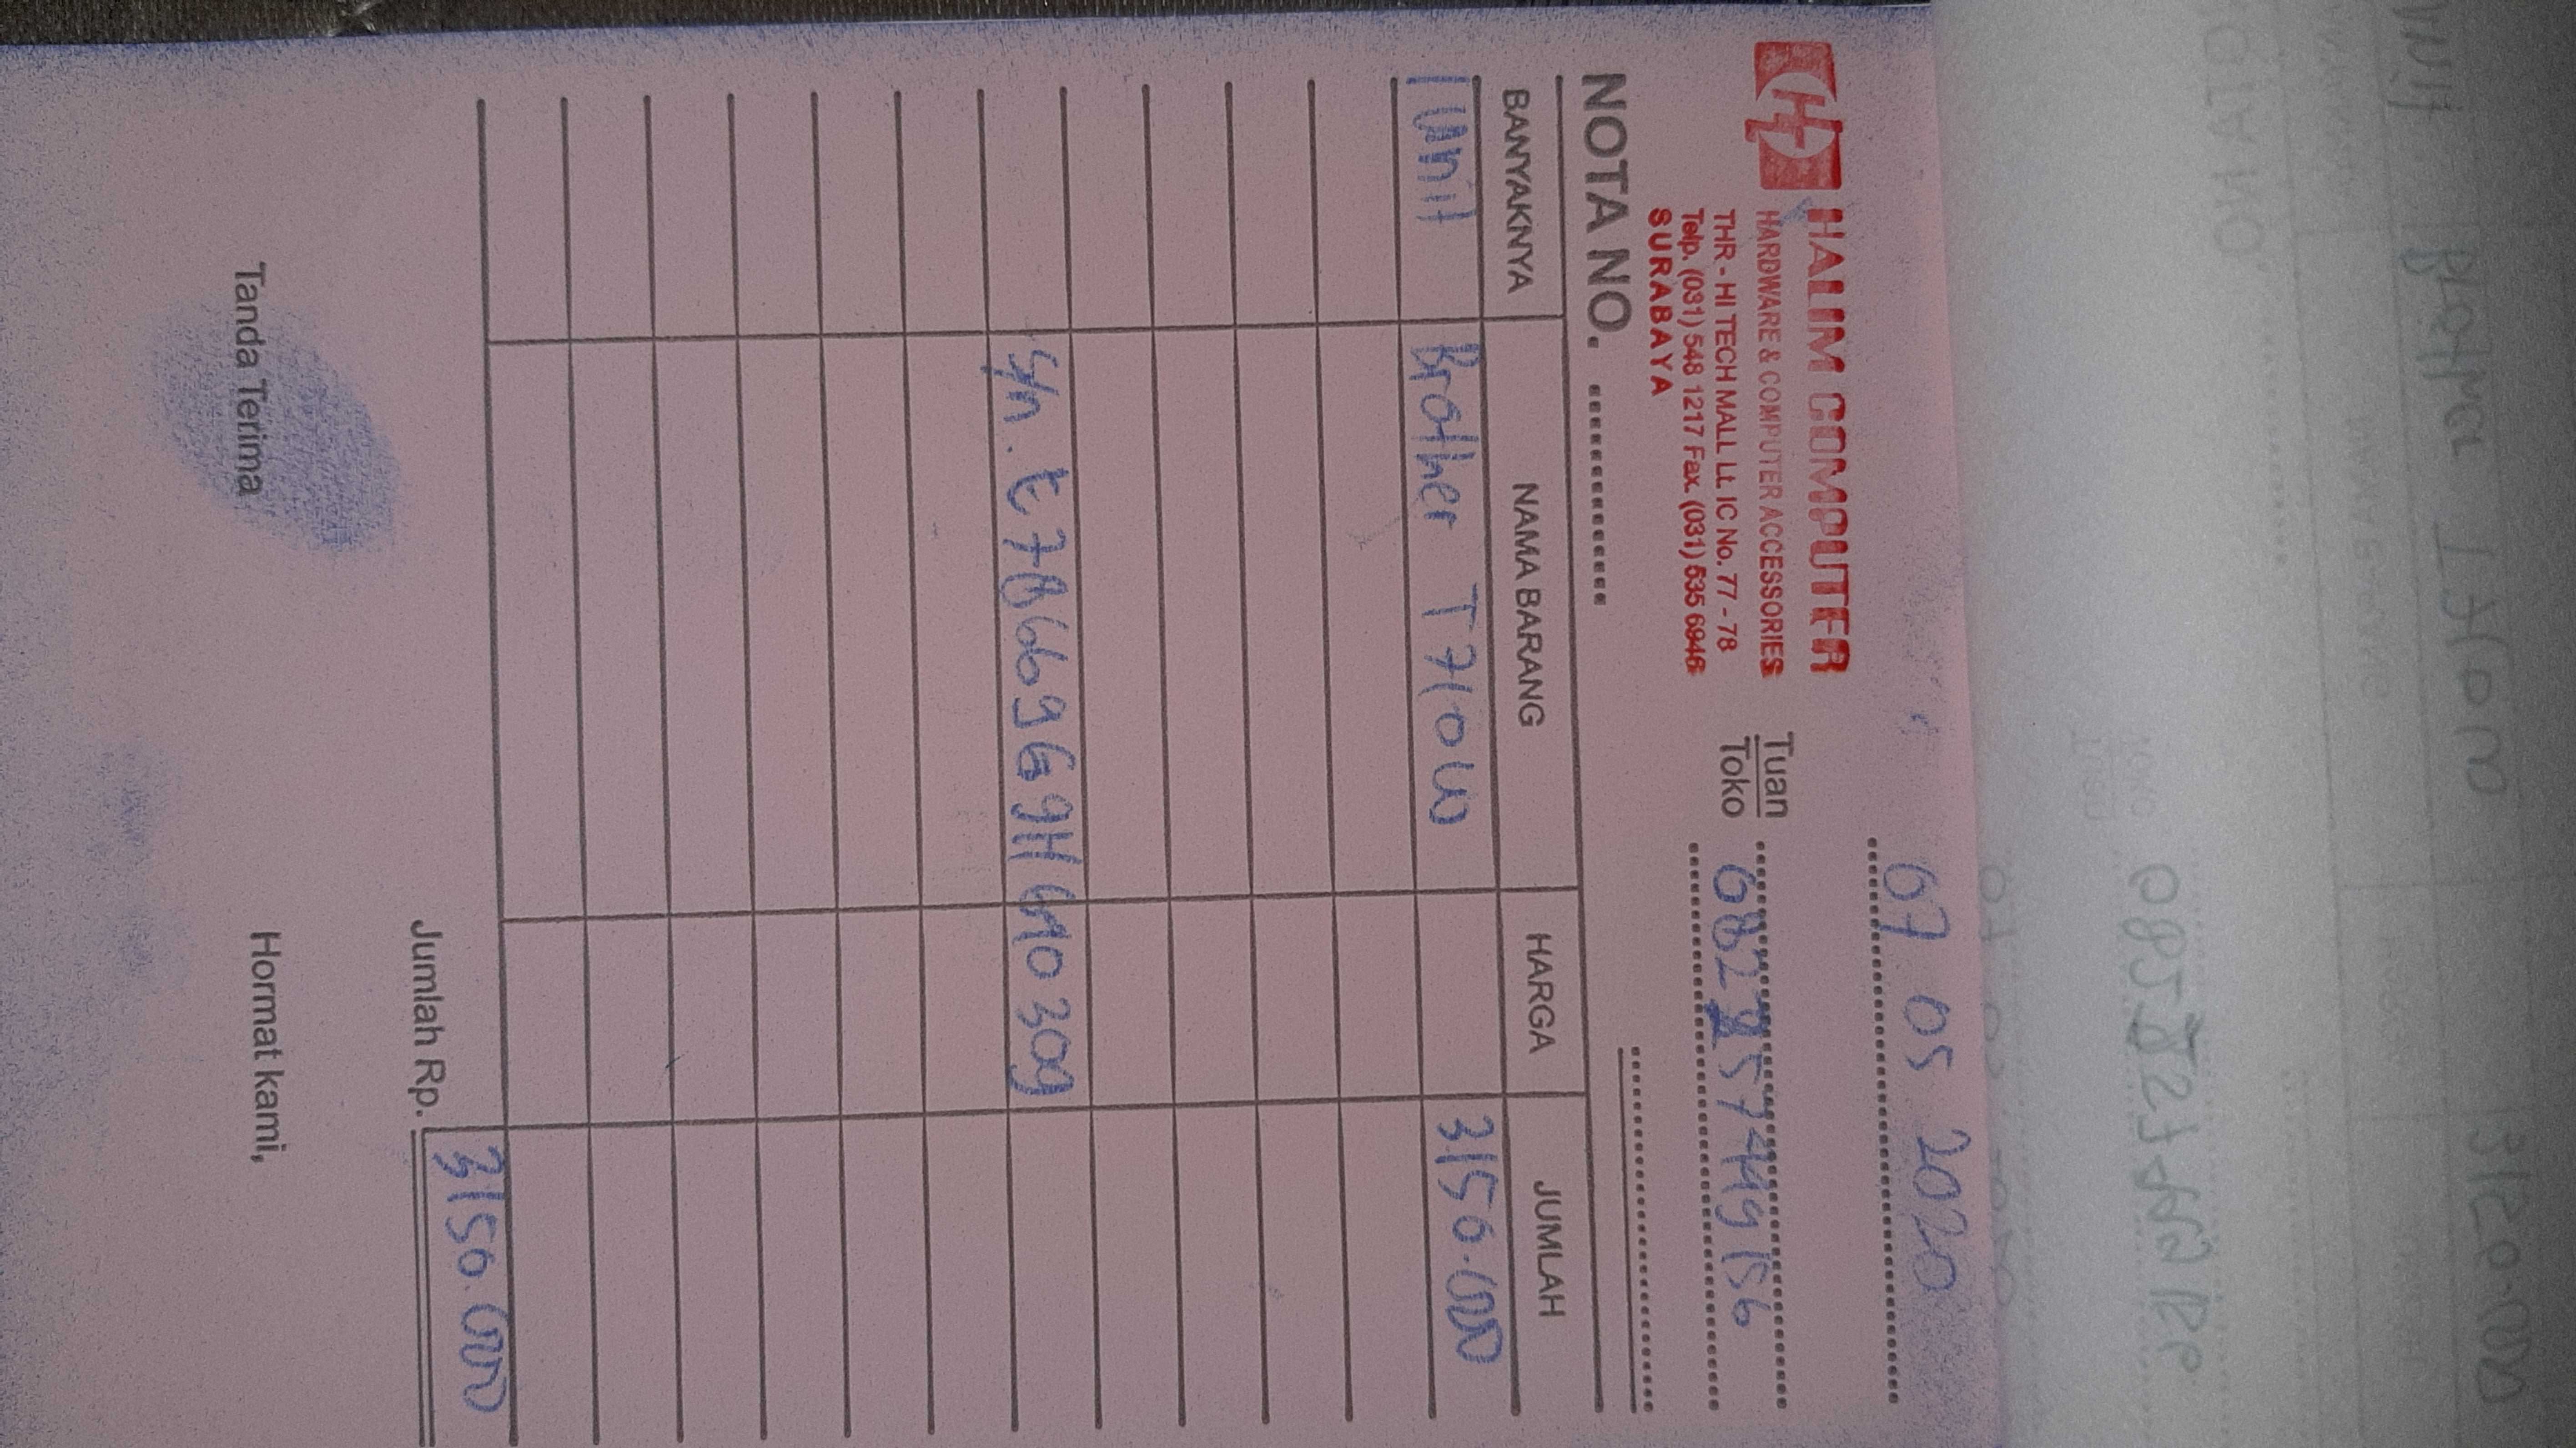 07 05 2020
HALIM COMPUTER
HARDWARE & COMPUTER ACCESSORIES
THR - HI TECH MALL Lt. IC No. 77 - 78
Telp. (031) 548 1217 Fax. (031) 535 6946
SURABAYA
Tuan
Toko
NOTA NO.
BANYAKNYA NAMA BARANG HARGA JUMLAH
1 unit Brother T710W 3150.000
S/n.
Jumlah Rp. 3150.000
Tanda Terima Hormat kami,